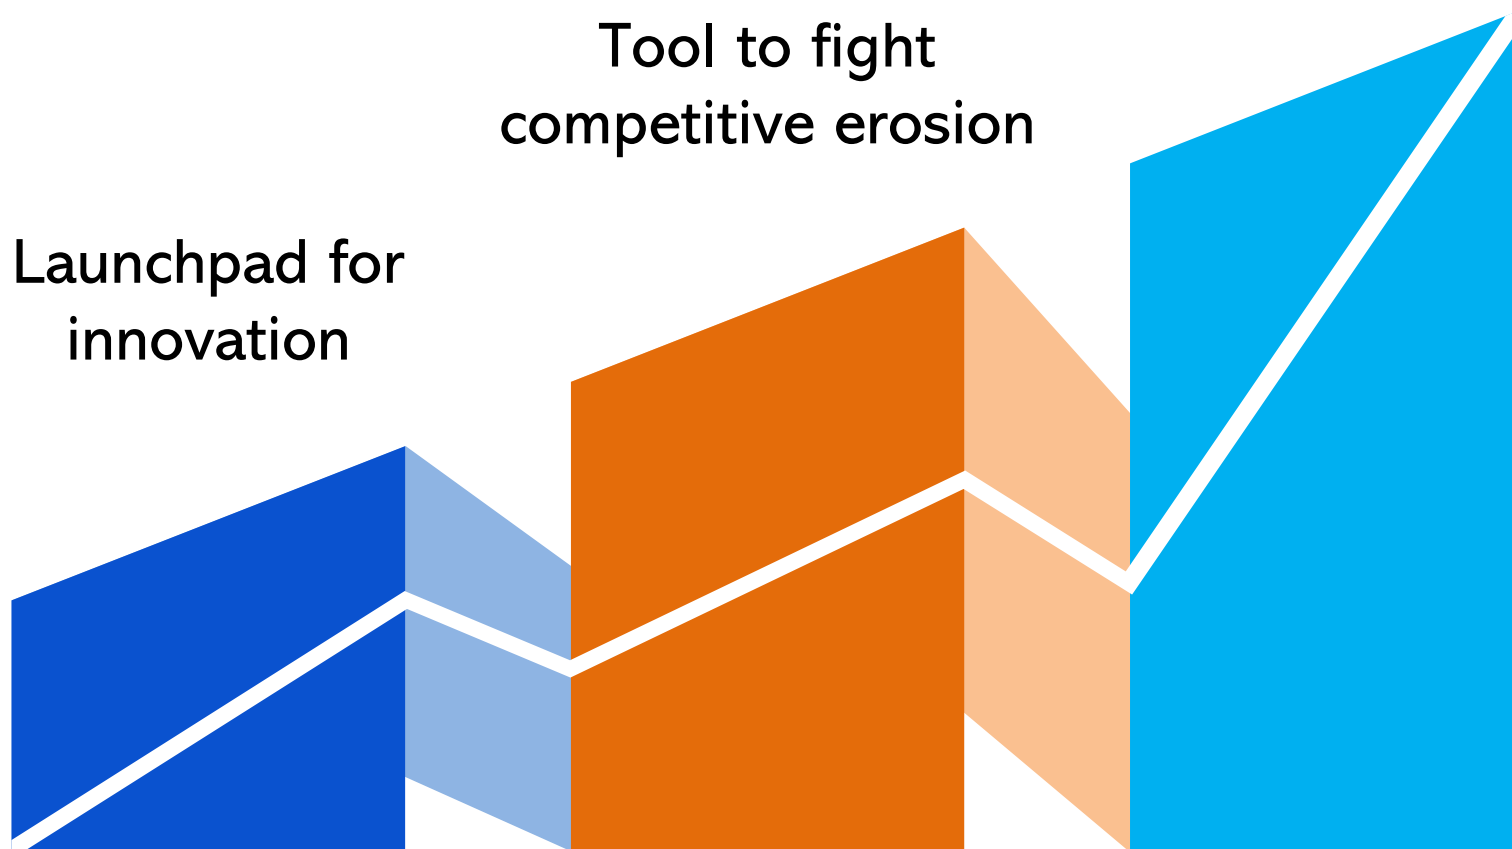 Tool to fight
competitive erosion
Launchpad for
innovation